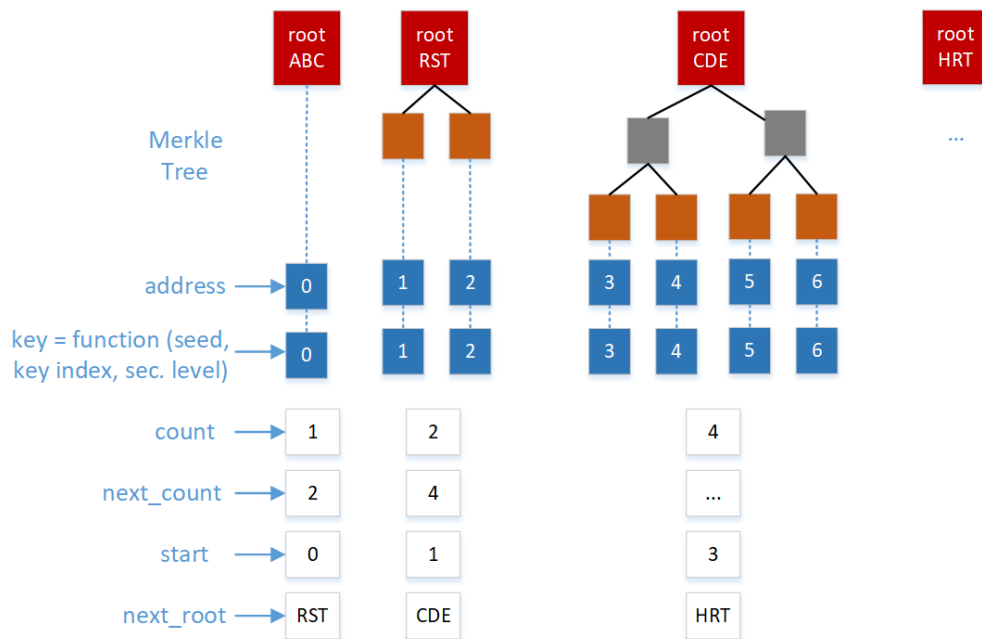 root ABC
root RST
root CDE
root HRT
Merkle Tree
...
address 0 1 2 3 4 5 6
key = function (seed, key index, sec. level) 0 1 2 3 4 5 6
count 1 2 4
next_count 2 4 ...
start 0 1 3
next_root RST CDE HRT